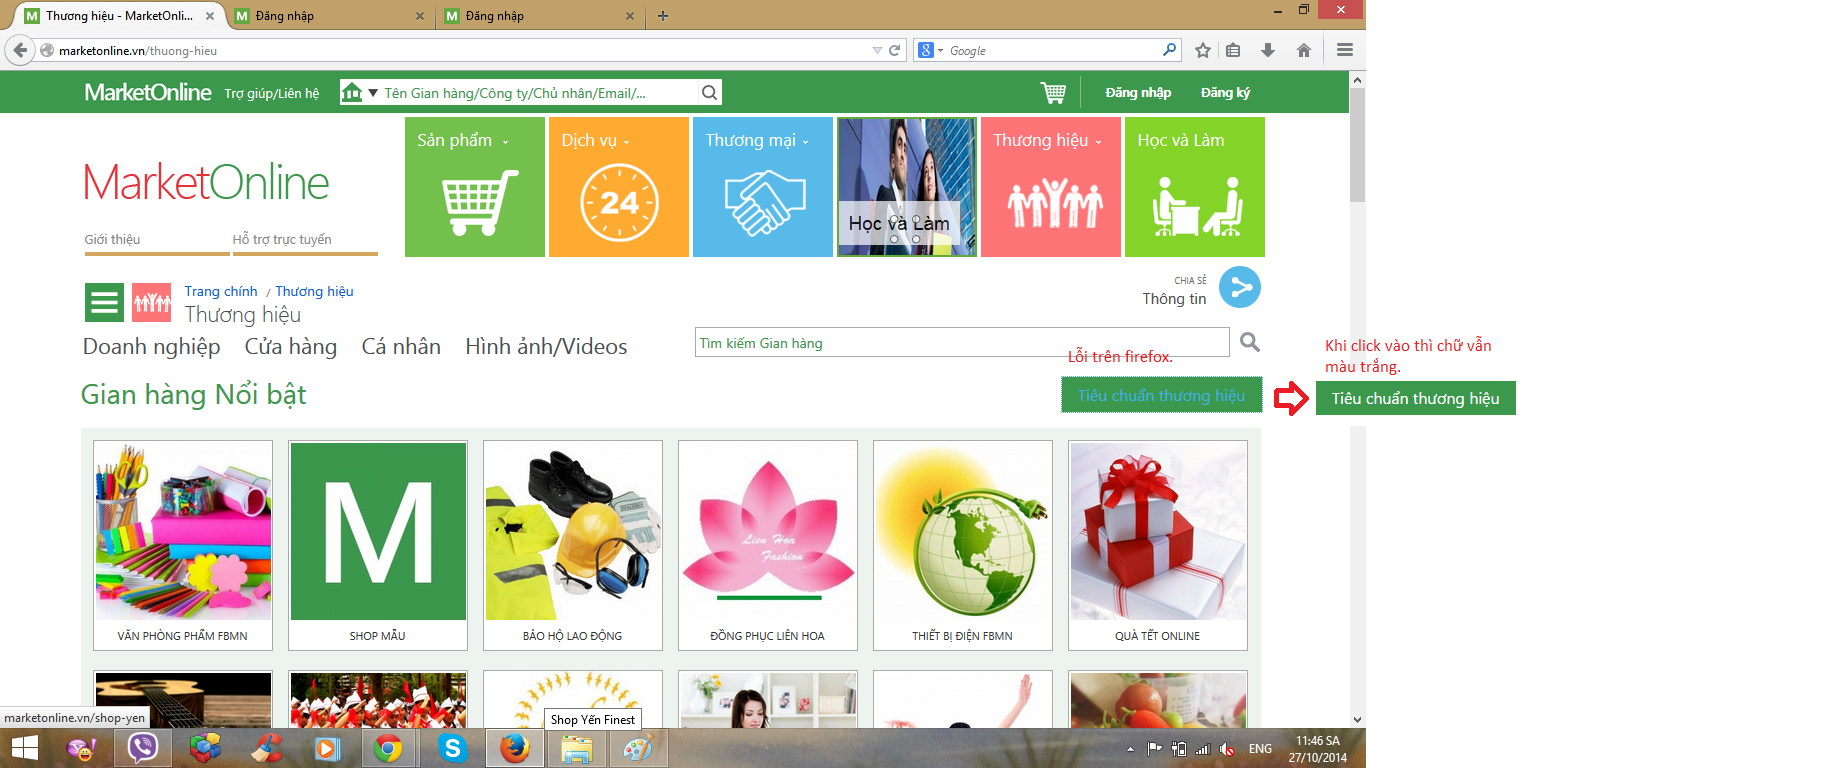 Thương hiệu - MarketOnli...
Đăng nhập
Đăng nhập
marketonline.vn/thuong-hieu
Google
MarketOnline
Trợ giúp/Liên hệ
Tên Gian hàng/Công ty/Chủ nhân/Email/...
Đăng nhập
Đăng ký
MarketOnline
Giới thiệu
Hỗ trợ trực tuyến
Sản phẩm
Dịch vụ
24
Thương mại
Học và Làm
Thương hiệu
Học và Làm
Trang chính / Thương hiệu
Thương hiệu
CHIA SẺ
Thông tin
Doanh nghiệp
Cửa hàng
Cá nhân
Hình ảnh/Videos
Tìm kiếm Gian hàng
Lỗi trên firefox.
Khi click vào thì chữ vẫn
màu trắng.
Gian hàng Nổi bật
Tiêu chuẩn thương hiệu
Tiêu chuẩn thương hiệu
M
Lien Hoa
Fashion
VĂN PHÒNG PHẨM FBMN
SHOP MẪU
BẢO HỘ LAO ĐỘNG
ĐỒNG PHỤC LIÊN HOA
THIẾT BỊ ĐIỆN FBMN
QUÀ TẾT ONLINE
marketonline.vn/shop-yen
Shop Yến Finest
ENG
11:46 SA
27/10/2014